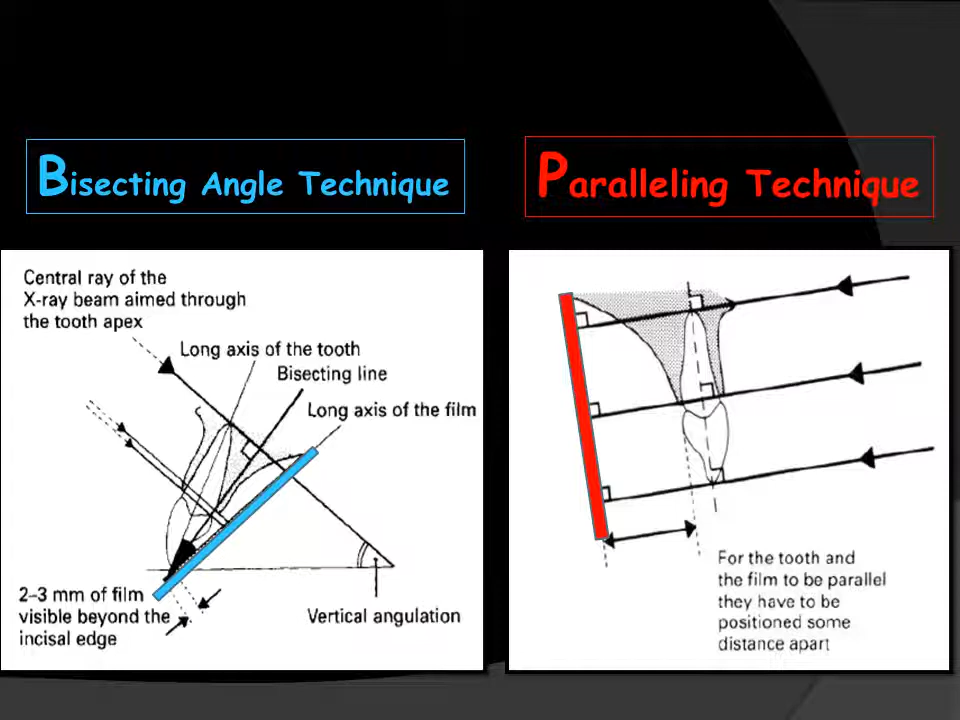 Bisecting Angle Technique
Paralleling Technique
Central ray of the
X-ray beam aimed through
the tooth apex
Long axis of the tooth
Bisecting line
Long axis of the film
2–3 mm of film
visible beyond the
incisal edge
Vertical angulation
For the tooth and
the film to be parallel
they have to be
positioned some
distance apart